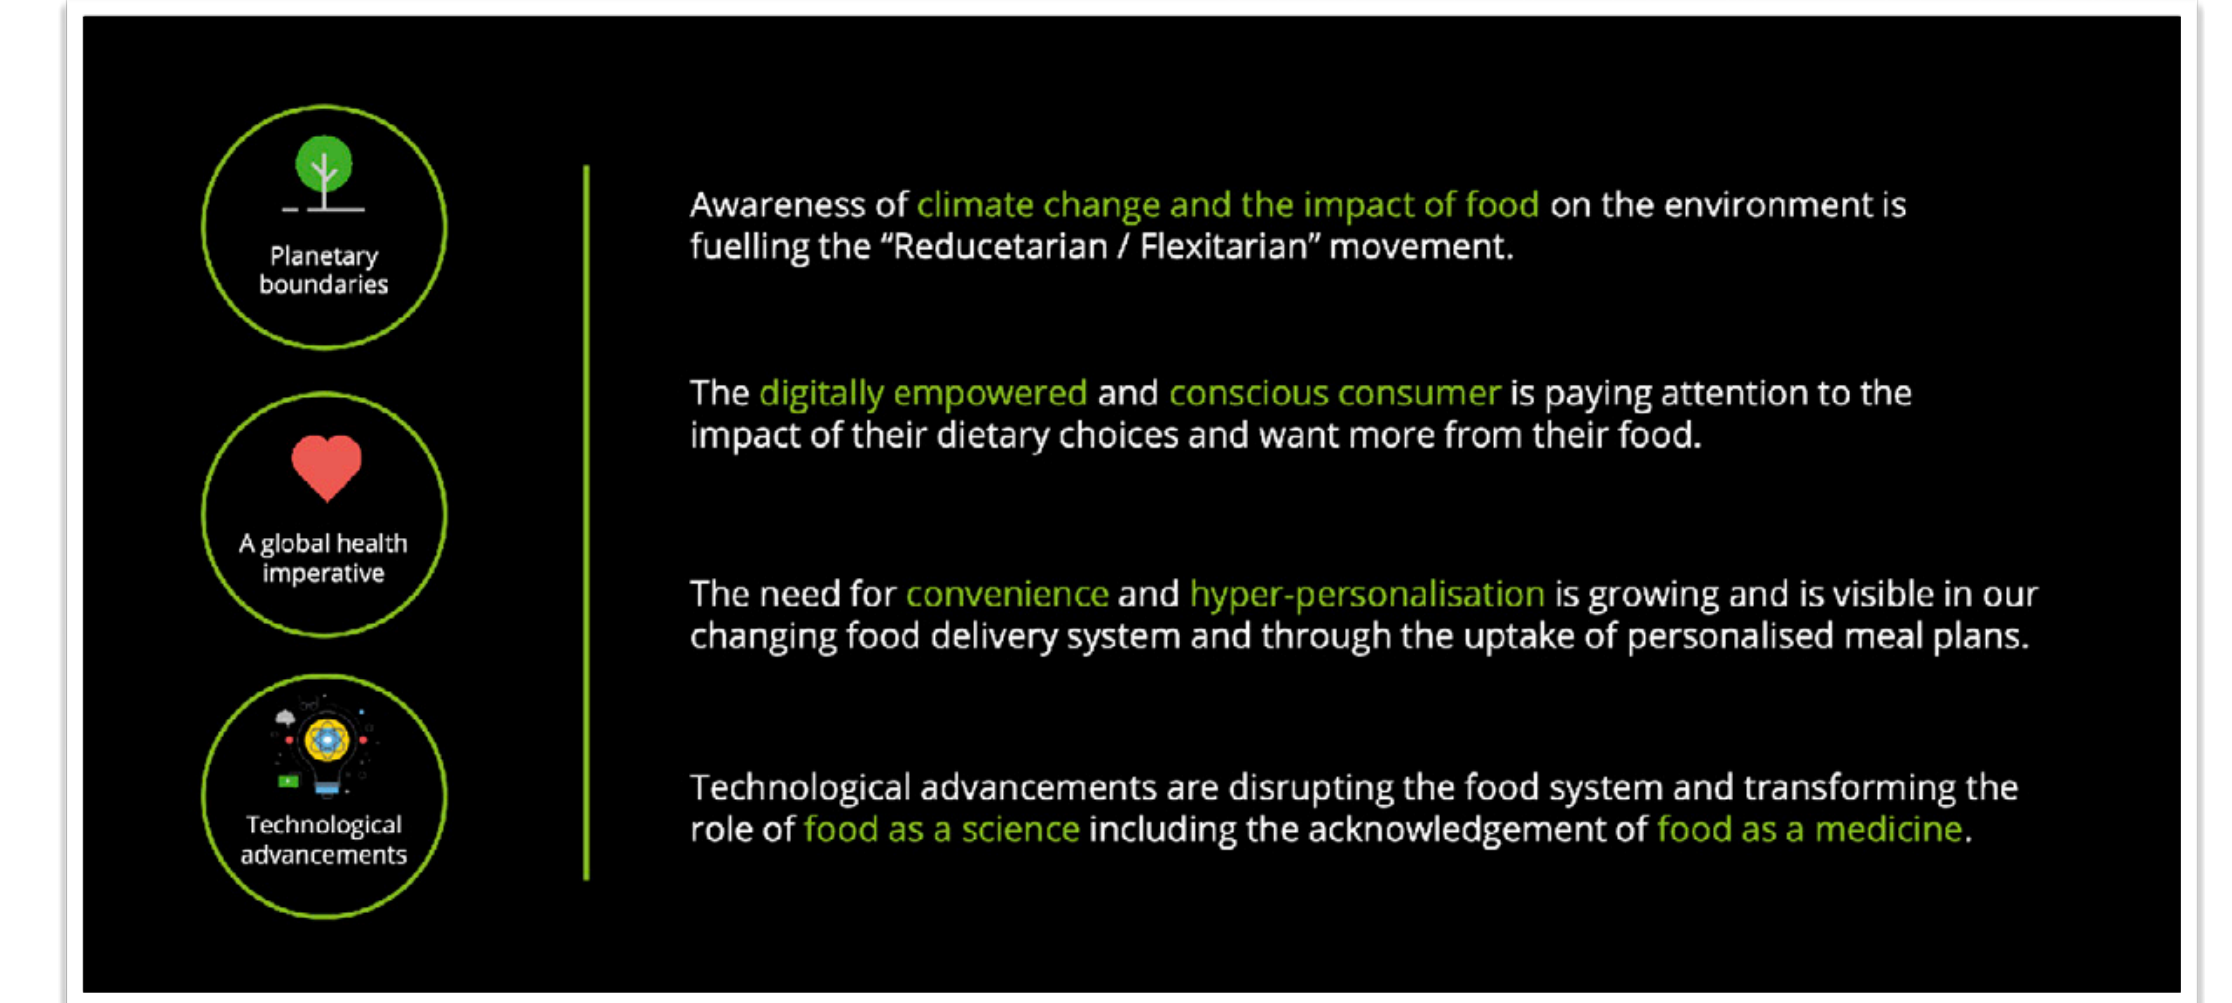 Planetary
boundaries
A global health
imperative
Technological
advancements
Awareness of climate change and the impact of food on the environment is
fuelling the “Reducetarian / Flexitarian” movement.
The digitally empowered and conscious consumer is paying attention to the
impact of their dietary choices and want more from their food.
The need for convenience and hyper-personalisation is growing and is visible in our
changing food delivery system and through the uptake of personalised meal plans.
Technological advancements are disrupting the food system and transforming the
role of food as a science including the acknowledgement of food as a medicine.